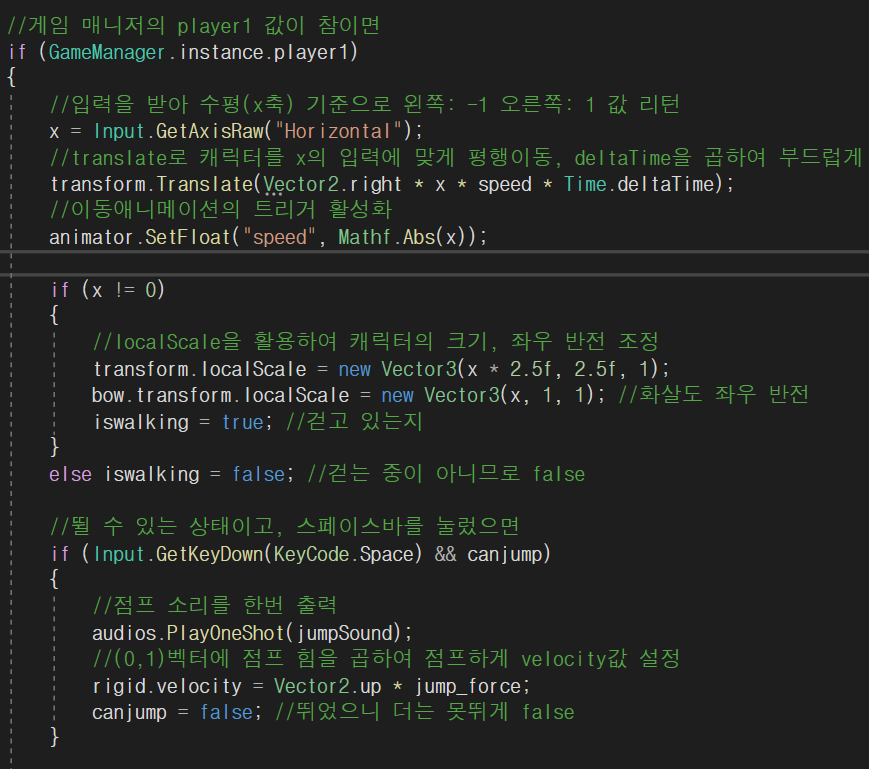 //게임 매니저의 player1 값이 참이면
if (GameManager.instance.player1)
{
//입력을 받아 수평(x축) 기준으로 왼쪽: -1 오른쪽: 1 값 리턴
x = Input.GetAxisRaw("Horizontal");
//translate로 캐릭터를 x의 입력에 맞게 평행이동, deltaTime을 곱하여 부드럽게
transform.Translate(Vector2.right * x * speed * Time.deltaTime);
//이동애니메이션의 트리거 활성화
animator.SetFloat("speed", Mathf.Abs(x));
if (x != 0)
{
//localScale을 활용하여 캐릭터의 크기, 좌우 반전 조정
transform.localScale = new Vector3(x * 2.5f, 2.5f, 1);
bow.transform.localScale = new Vector3(x, 1, 1); //화살도 좌우 반전
iswalking = true; //걷고 있는지
}
else iswalking = false; //걷는 중이 아니므로 false
//뛸 수 있는 상태이고, 스페이스바를 눌렀으면
if (Input.GetKeyDown(KeyCode.Space) && canjump)
{
//점프 소리를 한번 출력
audios.PlayOneShot(jumpSound);
//(0,1)벡터에 점프 힘을 곱하여 점프하게 velocity값 설정
rigid.velocity = Vector2.up * jump_force;
canjump = false; //뛰었으니 더는 못뛰게 false
}